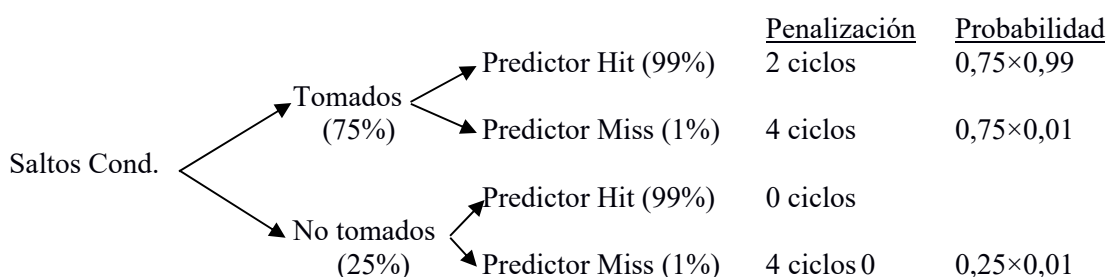 Penalización Probabilidad
Predictor Hit (99%) 2 ciclos 0,75×0,99
Tomados
(75%) Predictor Miss (1%) 4 ciclos 0,75×0,01
Saltos Cond.
Predictor Hit (99%) 0 ciclos
No tomados
(25%) Predictor Miss (1%) 4 ciclos 0 0,25×0,01